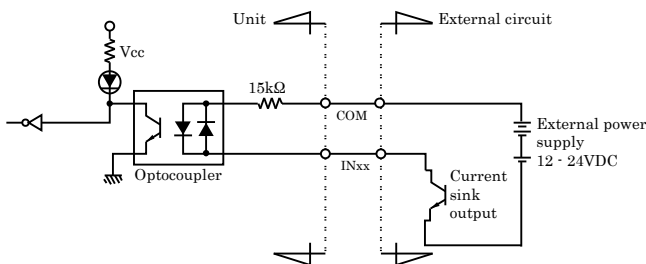 Unit
External circuit
Vcc
15kΩ
COM
External power
supply
12 - 24VDC
INxx
Optocoupler
Current
sink
output